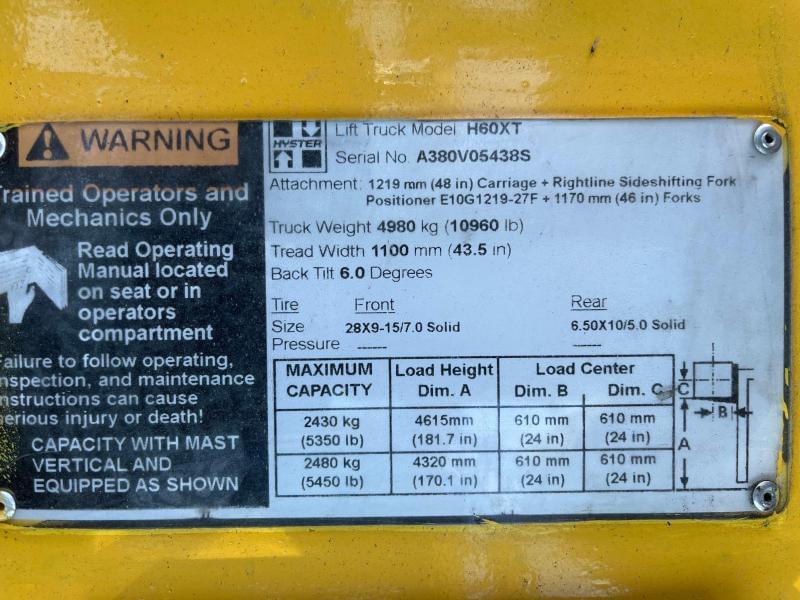 WARNING
Trained Operators and
Mechanics Only
Read Operating
Manual located
on seat or in
operators
compartment
Failure to follow operating,
inspection, and maintenance
instructions can cause
serious injury or death!
CAPACITY WITH MAST
VERTICAL AND
EQUIPPED AS SHOWN
HYSTER
Lift Truck Model H60XT
Serial No. A380V05438S
Attachment: 1219 mm (48 in) Carriage + Rightline Sideshifting Fork
Positioner E10G1219-27F + 1170 mm (46 in) Forks
Truck Weight 4980 kg (10960 lb)
Tread Width 1100 mm (43.5 in)
Back Tilt 6.0 Degrees
Tire Front Rear
Size 28X9-15/7.0 Solid 6.50X10/5.0 Solid
Pressure ------ ------
MAXIMUM Load Height Load Center
CAPACITY Dim. A Dim. B Dim. C
2430 kg 4615mm 610 mm 610 mm
(5350 lb) (181.7 in) (24 in) (24 in)
2480 kg 4320 mm 610 mm 610 mm
(5450 lb) (170.1 in) (24 in) (24 in)
C
B
A